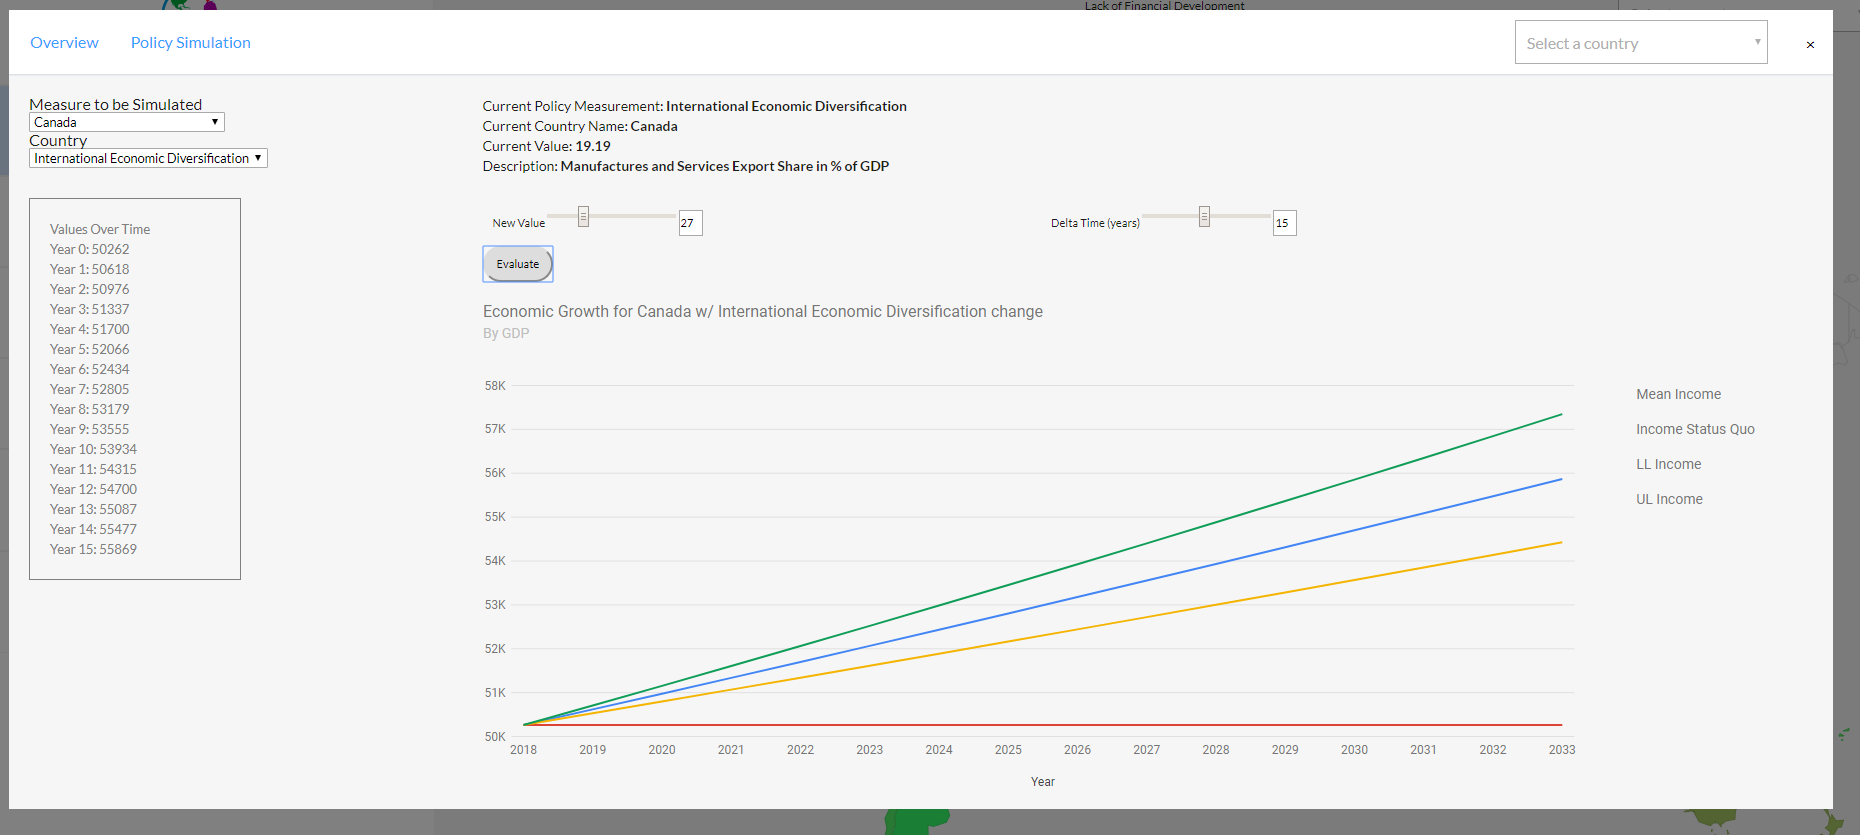 Lack of Financial Development
Overview
Policy Simulation
Select a country
×
Measure to be Simulated
Canada
Country
International Economic Diversification
Values Over Time
Year 0: 50262
Year 1: 50618
Year 2: 50976
Year 3: 51337
Year 4: 51700
Year 5: 52066
Year 6: 52434
Year 7: 52805
Year 8: 53179
Year 9: 53555
Year 10: 53934
Year 11: 54315
Year 12: 54700
Year 13: 55087
Year 14: 55477
Year 15: 55869
Current Policy Measurement: International Economic Diversification
Current Country Name: Canada
Current Value: 19.19
Description: Manufactures and Services Export Share in % of GDP
New Value 27
Delta Time (years) 15
Evaluate
Economic Growth for Canada w/ International Economic Diversification change
By GDP
58K
57K
56K
55K
54K
53K
52K
51K
50K
2018 2019 2020 2021 2022 2023 2024 2025 2026 2027 2028 2029 2030 2031 2032 2033
Year
Mean Income
Income Status Quo
LL Income
UL Income